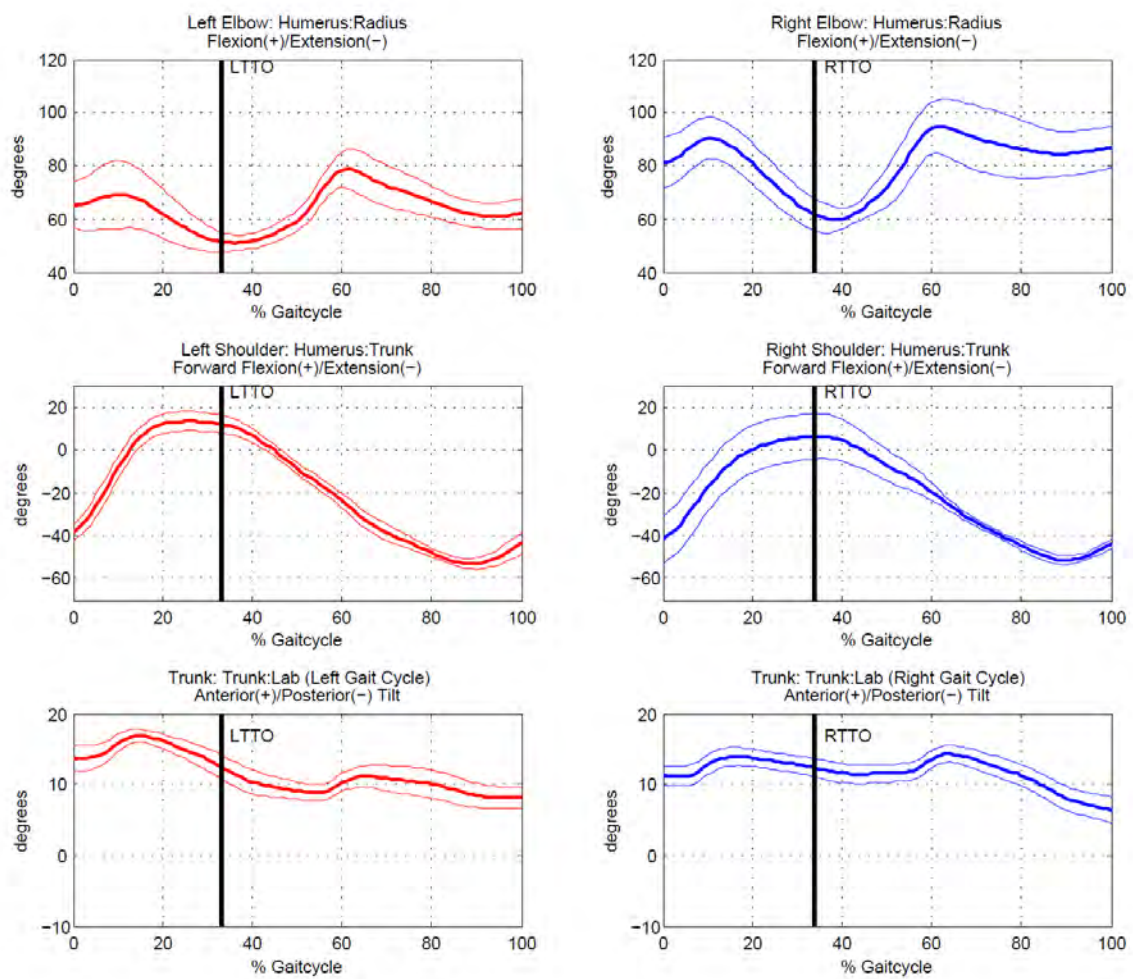 Left Elbow: Humerus:Radius
Flexion(+)/Extension(−)
120
100
80
60
40
degrees
LTTO
0 20 40 60 80 100
% Gaitcycle
Right Elbow: Humerus:Radius
Flexion(+)/Extension(−)
120
100
80
60
40
degrees
RTTO
0 20 40 60 80 100
% Gaitcycle
Left Shoulder: Humerus:Trunk
Forward Flexion(+)/Extension(−)
20
0
−20
−40
−60
degrees
LTTO
0 20 40 60 80 100
% Gaitcycle
Right Shoulder: Humerus:Trunk
Forward Flexion(+)/Extension(−)
20
0
−20
−40
−60
degrees
RTTO
0 20 40 60 80 100
% Gaitcycle
Trunk: Trunk:Lab (Left Gait Cycle)
Anterior(+)/Posterior(−) Tilt
20
10
0
−10
degrees
LTTO
0 20 40 60 80 100
% Gaitcycle
Trunk: Trunk:Lab (Right Gait Cycle)
Anterior(+)/Posterior(−) Tilt
20
10
0
−10
degrees
RTTO
0 20 40 60 80 100
% Gaitcycle